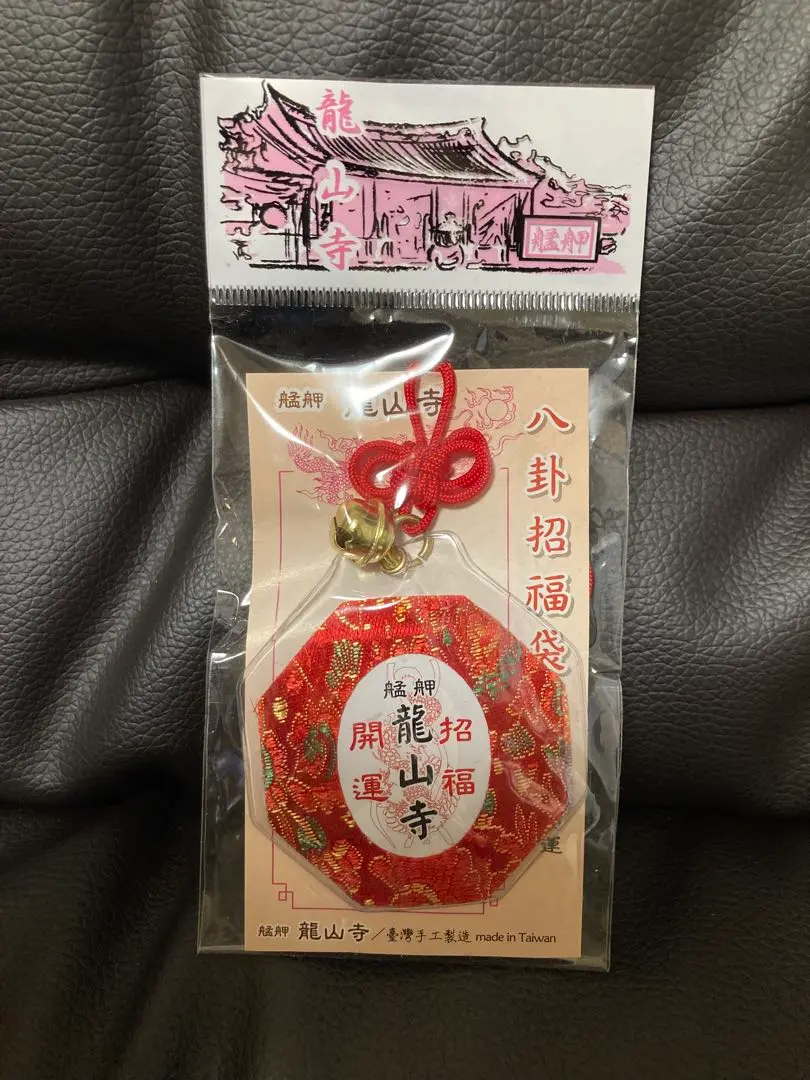 龍山寺
艋舺
艋舺 龍山寺
八卦招福袋
艋舺
龍山寺
招福
開運
運
艋舺 龍山寺/臺灣手工製造 made in Taiwan